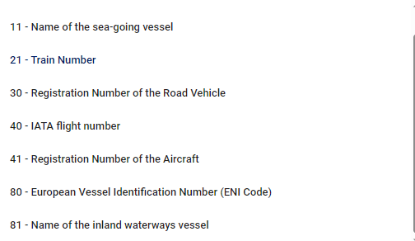 11 - Name of the sea-going vessel
21 - Train Number
30 - Registration Number of the Road Vehicle
40 - IATA flight number
41 - Registration Number of the Aircraft
80 - European Vessel Identification Number (ENI Code)
81 - Name of the inland waterways vessel